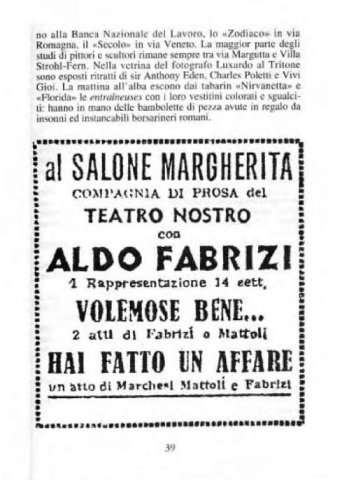 no alla Banca Nazionale del Lavoro, lo «Zodiaco» in via
Romagna, il «Secolo» in via Veneto. La maggior parte degli
studi di pittori e scultori rimane sempre tra via Margutta e Villa
Strohl-Fern. Nella vetrina del fotografo Luxardo al Tritone
sono esposti ritratti di sir Anthony Eden, Charles Poletti e Vivi
Gioi. La mattina all'alba escono dai tabarin «Nirvanetta» e
«Florida» le entraîneuses con i loro vestitini colorati e sgualci-
ti: hanno in mano delle bambolette di pezza avute in regalo da
insonni ed instancabili borsarineri romani.
al SALONE MARGHERITA
COMPAGNIA DI PROSA del
TEATRO NOSTRO
con
ALDO FABRIZI
1 Rappresentazione 14 sett.
VOLEMOSE BENE...
2 atti di Fabrizi o Mattoli
HAI FATTO UN AFFARE
un atto di Marchesi Mattoli e Fabrizi
39